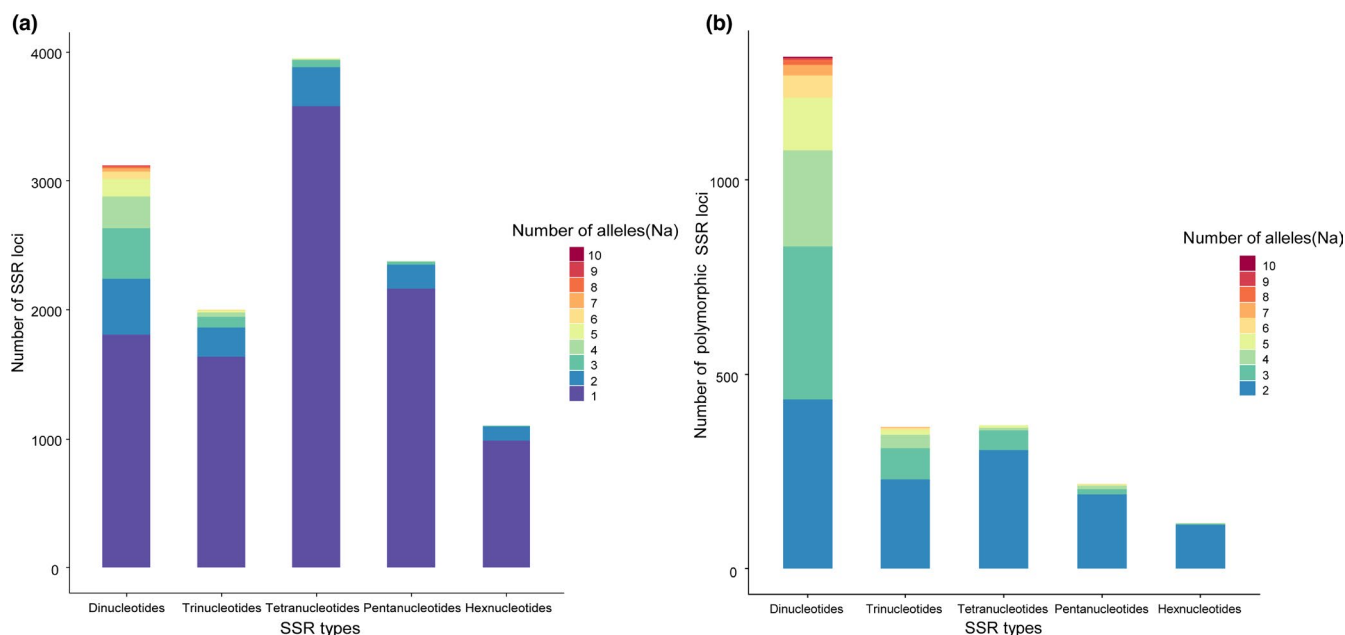 (a)
4000
3000
2000
1000
0
Number of SSR loci
Dinucleotides Trinucleotides Tetranucleotides Pentanucleotides Hexnucleotides
SSR types
Number of alleles(Na)
10
9
8
7
6
5
4
3
2
1
(b)
1000
500
0
Number of polymorphic SSR loci
Dinucleotides Trinucleotides Tetranucleotides Pentanucleotides Hexnucleotides
SSR types
Number of alleles(Na)
10
9
8
7
6
5
4
3
2